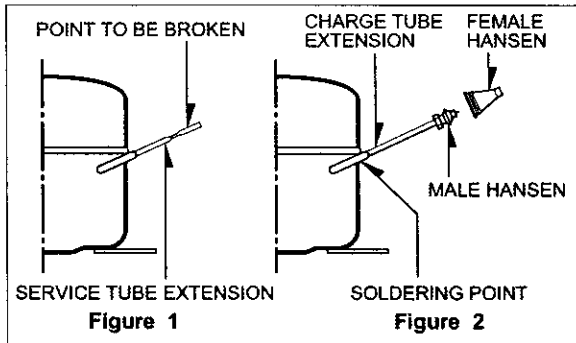 POINT TO BE BROKEN
SERVICE TUBE EXTENSION
Figure 1
CHARGE TUBE
EXTENSION
FEMALE
HANSEN
MALE HANSEN
SOLDERING POINT
Figure 2